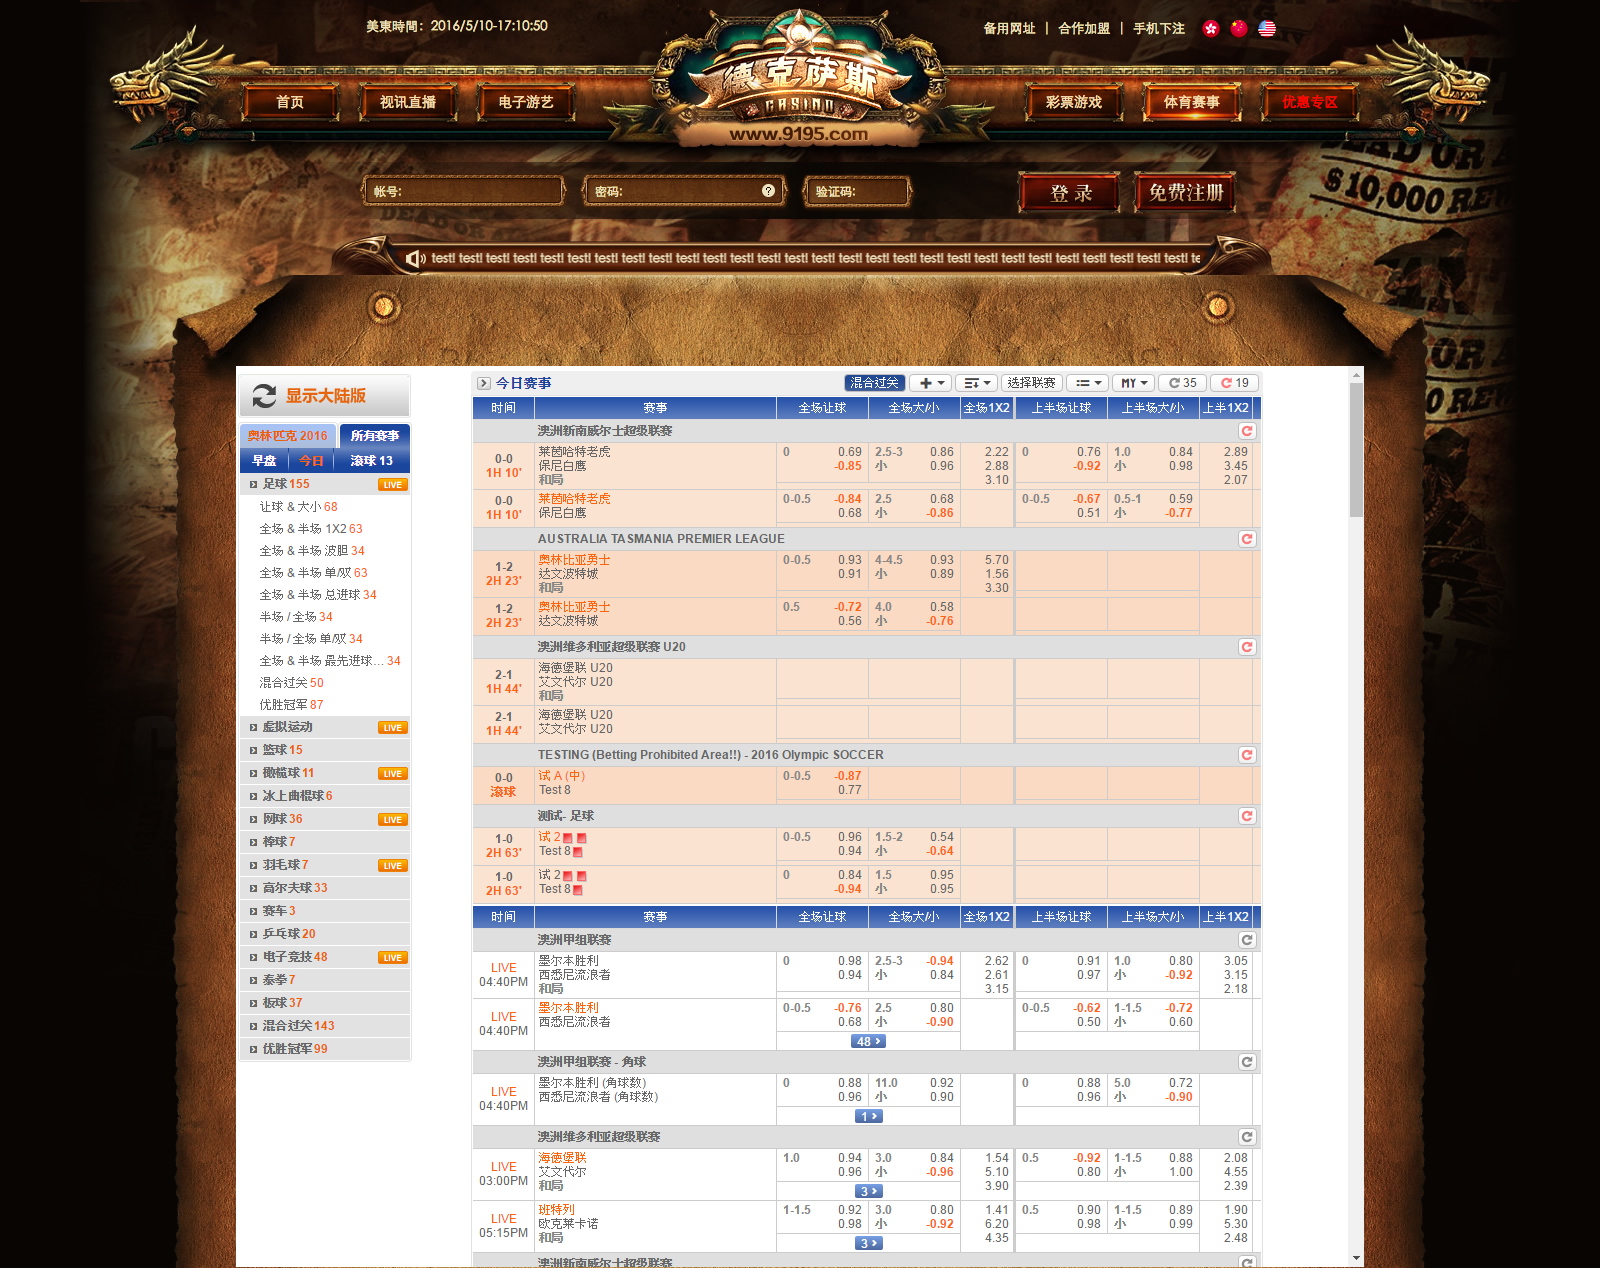 美東時間：2016/5/10-17:10:50
备用网址 | 合作加盟 | 手机下注
首页 视讯直播 电子游艺 德克萨斯 CASINO 彩票游戏 体育赛事 优惠专区
www.9195.com
帐号: 密码: ? 验证码: 登录 免费注册
test! test! test! test! test! test! test! test! test! test! test! test! test! test! test! test! test! test! test! test! test! test! test! test! test! test! test! test! te
显示大陆版
奥林匹克 2016 所有赛事
早盘 今日 滚球 13
足球 155 LIVE
让球 & 大小 68
全场 & 半场 1X2 63
全场 & 半场 波胆 34
全场 & 半场 单/双 63
全场 & 半场 总进球 34
半场 / 全场 34
半场 / 全场 单/双 34
全场 & 半场 最先进球... 34
混合过关 50
优胜冠军 87
虚拟运动 LIVE
篮球 15
橄榄球 11 LIVE
冰上曲棍球 6
网球 36 LIVE
棒球 7
羽毛球 7 LIVE
高尔夫球 33
赛车 3
乒乓球 20
电子竞技 48 LIVE
泰拳 7
板球 37
混合过关 143
优胜冠军 99
今日赛事 混合过关 选择联赛 MY 35 19
时间 赛事 全场让球 全场大/小 全场1X2 上半场让球 上半场大/小 上半1X2
澳洲新南威尔士超级联赛
0-0 莱茵哈特老虎 0 0.69 2.5-3 0.86 2.22 0 0.76 1.0 0.84 2.89
1H 10' 保尼白鹰 -0.85 小 0.96 2.88 -0.92 小 0.98 3.45
和局 3.10 2.07
0-0 莱茵哈特老虎 0-0.5 -0.84 2.5 0.68 0-0.5 -0.67 0.5-1 0.59
1H 10' 保尼白鹰 0.68 小 -0.86 0.51 小 -0.77
AUSTRALIA TASMANIA PREMIER LEAGUE
1-2 奥林比亚勇士 0-0.5 0.93 4-4.5 0.93 5.70
2H 23' 达文波特城 0.91 小 0.89 1.56
和局 3.30
1-2 奥林比亚勇士 0.5 -0.72 4.0 0.58
2H 23' 达文波特城 0.56 小 -0.76
澳洲维多利亚超级联赛 U20
2-1 海德堡联 U20
1H 44' 艾文代尔 U20
和局
2-1 海德堡联 U20
1H 44' 艾文代尔 U20
TESTING (Betting Prohibited Area!!) - 2016 Olympic SOCCER
0-0 试 A (中) 0-0.5 -0.87
滚球 Test 8 0.77
测试- 足球
1-0 试 2 0-0.5 0.96 1.5-2 0.54
2H 63' Test 8 0.94 小 -0.64
1-0 试 2 0 0.84 1.5 0.95
2H 63' Test 8 -0.94 小 0.95
时间 赛事 全场让球 全场大/小 全场1X2 上半场让球 上半场大/小 上半1X2
澳洲甲组联赛
LIVE 墨尔本胜利 0 0.98 2.5-3 -0.94 2.62 0 0.91 1.0 0.80 3.05
04:40PM 西悉尼流浪者 0.94 小 0.84 2.61 0.97 小 -0.92 3.15
和局 3.15 2.18
LIVE 墨尔本胜利 0-0.5 -0.76 2.5 0.80 0-0.5 -0.62 1-1.5 -0.72
04:40PM 西悉尼流浪者 0.68 小 -0.90 0.50 小 0.60
48
澳洲甲组联赛 - 角球
LIVE 墨尔本胜利 (角球数) 0 0.88 11.0 0.92 0 0.88 5.0 0.72
04:40PM 西悉尼流浪者 (角球数) 0.96 小 0.90 0.96 小 -0.90
1
澳洲维多利亚超级联赛
LIVE 海德堡联 1.0 0.94 3.0 0.84 1.54 0.5 -0.92 1-1.5 0.88 2.08
03:00PM 艾文代尔 0.96 小 -0.96 5.10 0.80 小 1.00 4.55
和局 3.90 2.39
3
LIVE 班特列 1-1.5 0.92 3.0 0.80 1.41 0.5 0.90 1-1.5 0.89 1.90
05:15PM 欧克莱卡诺 0.98 小 -0.92 6.20 0.98 小 0.99 5.30
和局 4.35 2.48
3
澳洲新南威尔士超级联赛